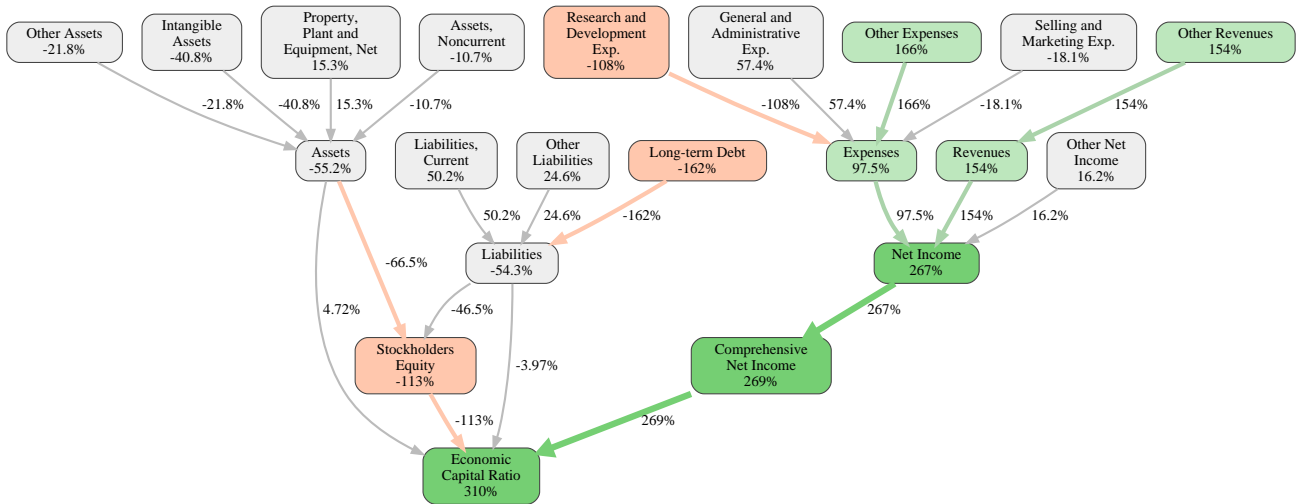 Other Assets
-21.8%
Intangible
Assets
-40.8%
Property,
Plant and
Equipment, Net
15.3%
Assets,
Noncurrent
-10.7%
Research and
Development
Exp.
-108%
General and
Administrative
Exp.
57.4%
Other Expenses
166%
Selling and
Marketing Exp.
-18.1%
Other Revenues
154%
-21.8%
-40.8%
15.3%
-10.7%
-108%
57.4%
166%
-18.1%
154%
Assets
-55.2%
Liabilities,
Current
50.2%
Other
Liabilities
24.6%
Long-term Debt
-162%
Expenses
97.5%
Revenues
154%
Other Net
Income
16.2%
50.2%
24.6%
-162%
97.5%
154%
16.2%
-66.5%
Liabilities
-54.3%
Net Income
267%
4.72%
-46.5%
267%
Stockholders
Equity
-113%
-3.97%
Comprehensive
Net Income
269%
-113%
269%
Economic
Capital Ratio
310%